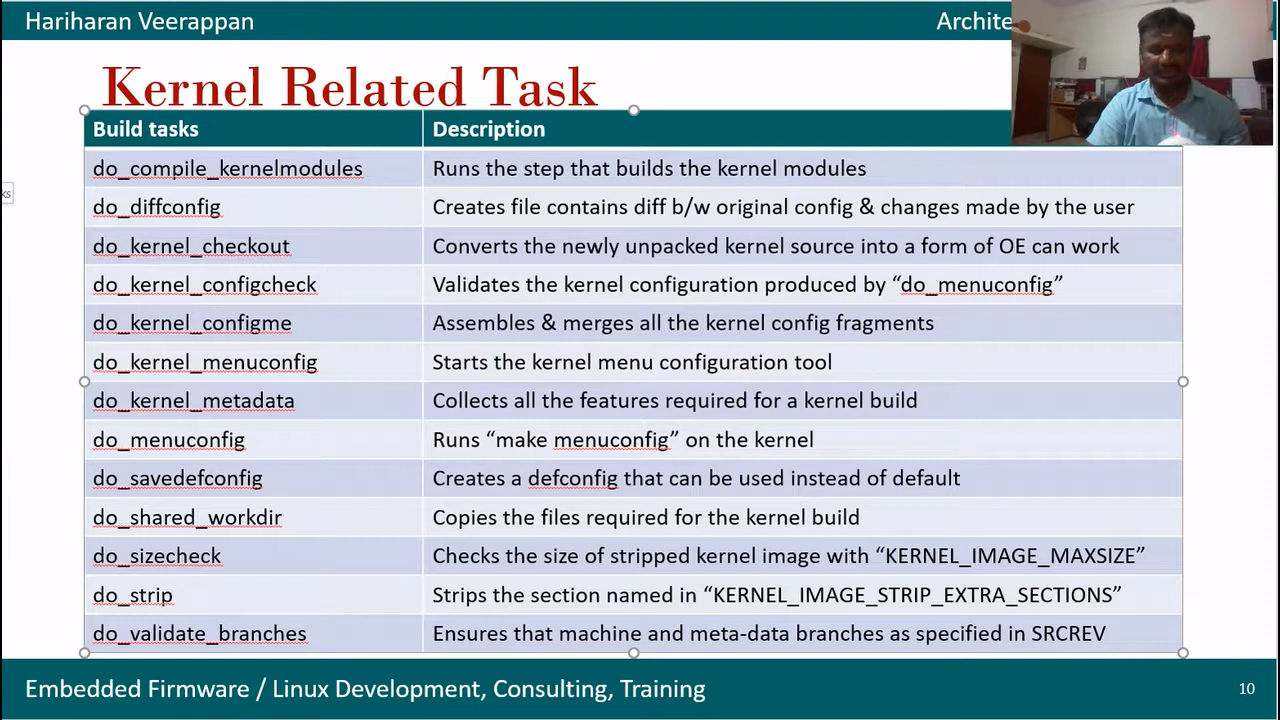 Hariharan Veerappan
Archite
Kernel Related Task
Build tasks Description
do_compile_kernelmodules Runs the step that builds the kernel modules
do_diffconfig Creates file contains diff b/w original config & changes made by the user
do_kernel_checkout Converts the newly unpacked kernel source into a form of OE can work
do_kernel_configcheck Validates the kernel configuration produced by “do_menuconfig”
do_kernel_configme Assembles & merges all the kernel config fragments
do_kernel_menuconfig Starts the kernel menu configuration tool
do_kernel_metadata Collects all the features required for a kernel build
do_menuconfig Runs “make menuconfig” on the kernel
do_savedefconfig Creates a defconfig that can be used instead of default
do_shared_workdir Copies the files required for the kernel build
do_sizecheck Checks the size of stripped kernel image with “KERNEL_IMAGE_MAXSIZE”
do_strip Strips the section named in “KERNEL_IMAGE_STRIP_EXTRA_SECTIONS”
do_validate_branches Ensures that machine and meta-data branches as specified in SRCREV
ks
Embedded Firmware / Linux Development, Consulting, Training
10